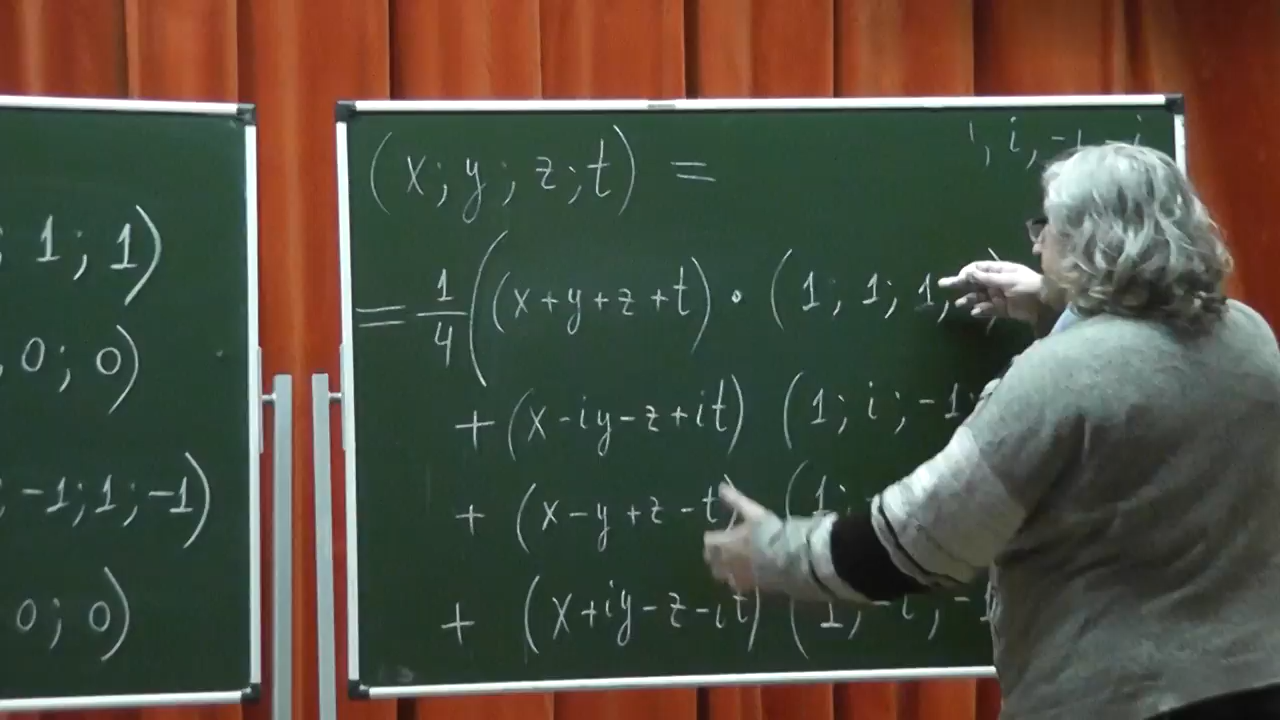 ; 1 ; 1)
, 0 ; 0)
; -1 ; 1 ; -1)
0 ; 0)
(x ; y ; z ; t) =
1, i, -1, -i
= 1/4 ((x+y+z+t) · (1 ; 1 ; 1 ;
+ (x-iy-z+it) (1 ; i ; -1 ;
+ (x-y+z-t) (1 ;
+ (x+iy-z-it) (1 ; -i ; -1